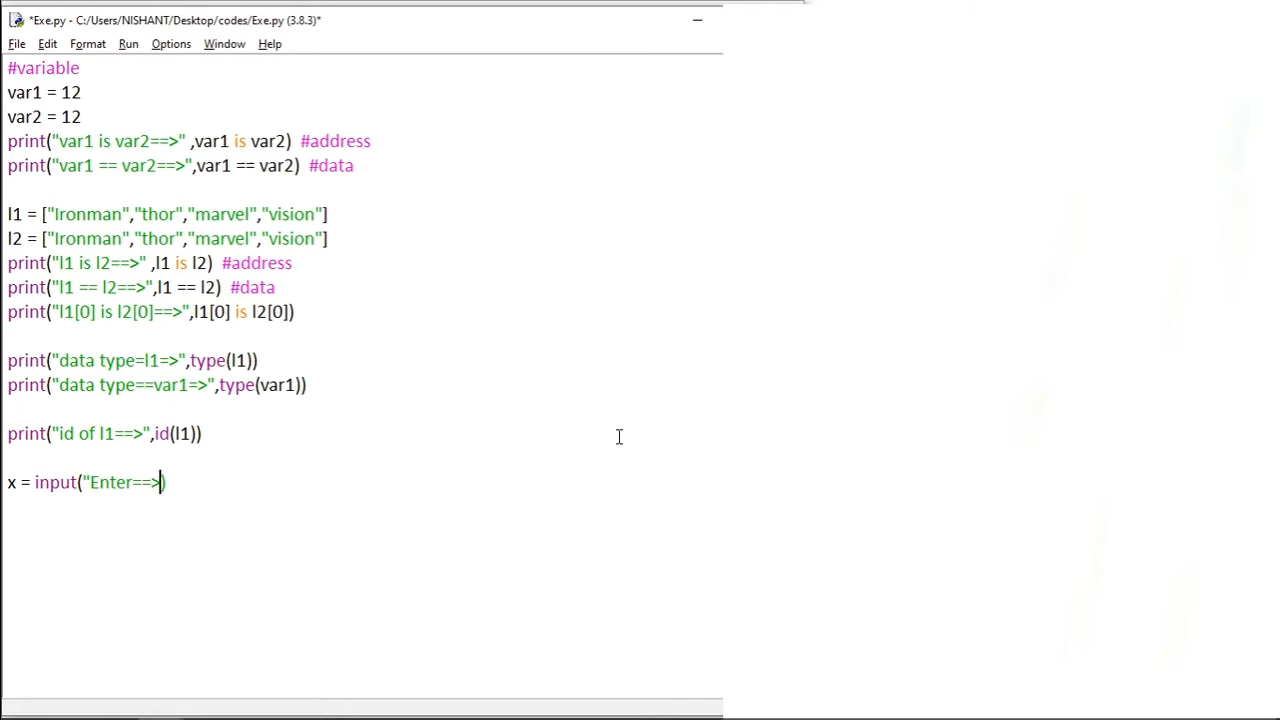 *Exe.py - C:/Users/NISHANT/Desktop/codes/Exe.py (3.8.3)*
File Edit Format Run Options Window Help
#variable
var1 = 12
var2 = 12
print("var1 is var2==>" ,var1 is var2)  #address
print("var1 == var2==>",var1 == var2)  #data
l1 = ["Ironman","thor","marvel","vision"]
l2 = ["Ironman","thor","marvel","vision"]
print("l1 is l2==>" ,l1 is l2)  #address
print("l1 == l2==>",l1 == l2)  #data
print("l1[0] is l2[0]==>",l1[0] is l2[0])
print("data type=l1=>",type(l1))
print("data type==var1=>",type(var1))
print("id of l1==>",id(l1))
x = input("Enter==>)